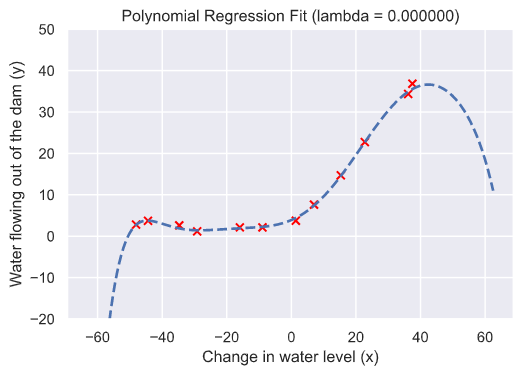 Polynomial Regression Fit (lambda = 0.000000)
Water flowing out of the dam (y)
50
40
30
20
10
0
−10
−20
−60 −40 −20 0 20 40 60
Change in water level (x)